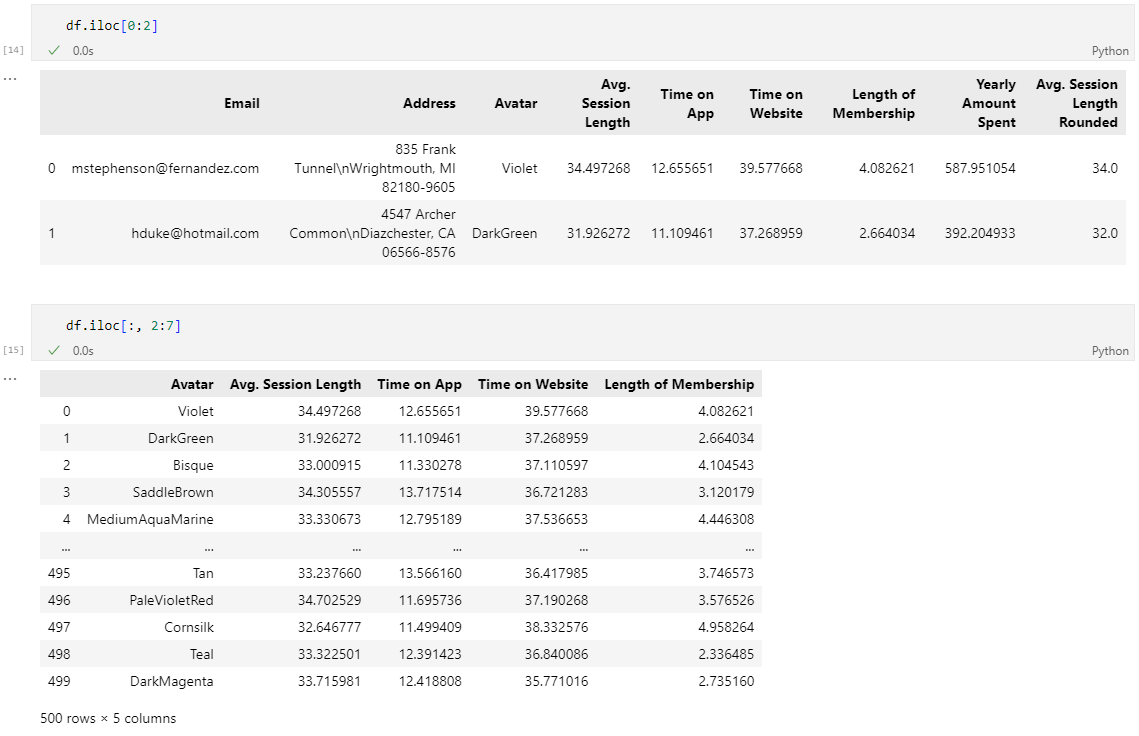 df.iloc[0:2]
[14] ✓ 0.0s Python
...
Email Address Avatar Avg. Session Length Time on App Time on Website Length of Membership Yearly Amount Spent Avg. Session Length Rounded
0 mstephenson@fernandez.com 835 Frank Tunnel\nWrightmouth, MI 82180-9605 Violet 34.497268 12.655651 39.577668 4.082621 587.951054 34.0
1 hduke@hotmail.com 4547 Archer Common\nDiazchester, CA 06566-8576 DarkGreen 31.926272 11.109461 37.268959 2.664034 392.204933 32.0
df.iloc[:, 2:7]
[15] ✓ 0.0s Python
...
Avatar Avg. Session Length Time on App Time on Website Length of Membership
0 Violet 34.497268 12.655651 39.577668 4.082621
1 DarkGreen 31.926272 11.109461 37.268959 2.664034
2 Bisque 33.000915 11.330278 37.110597 4.104543
3 SaddleBrown 34.305557 13.717514 36.721283 3.120179
4 MediumAquaMarine 33.330673 12.795189 37.536653 4.446308
... ... ... ... ... ...
495 Tan 33.237660 13.566160 36.417985 3.746573
496 PaleVioletRed 34.702529 11.695736 37.190268 3.576526
497 Cornsilk 32.646777 11.499409 38.332576 4.958264
498 Teal 33.322501 12.391423 36.840086 2.336485
499 DarkMagenta 33.715981 12.418808 35.771016 2.735160
500 rows × 5 columns